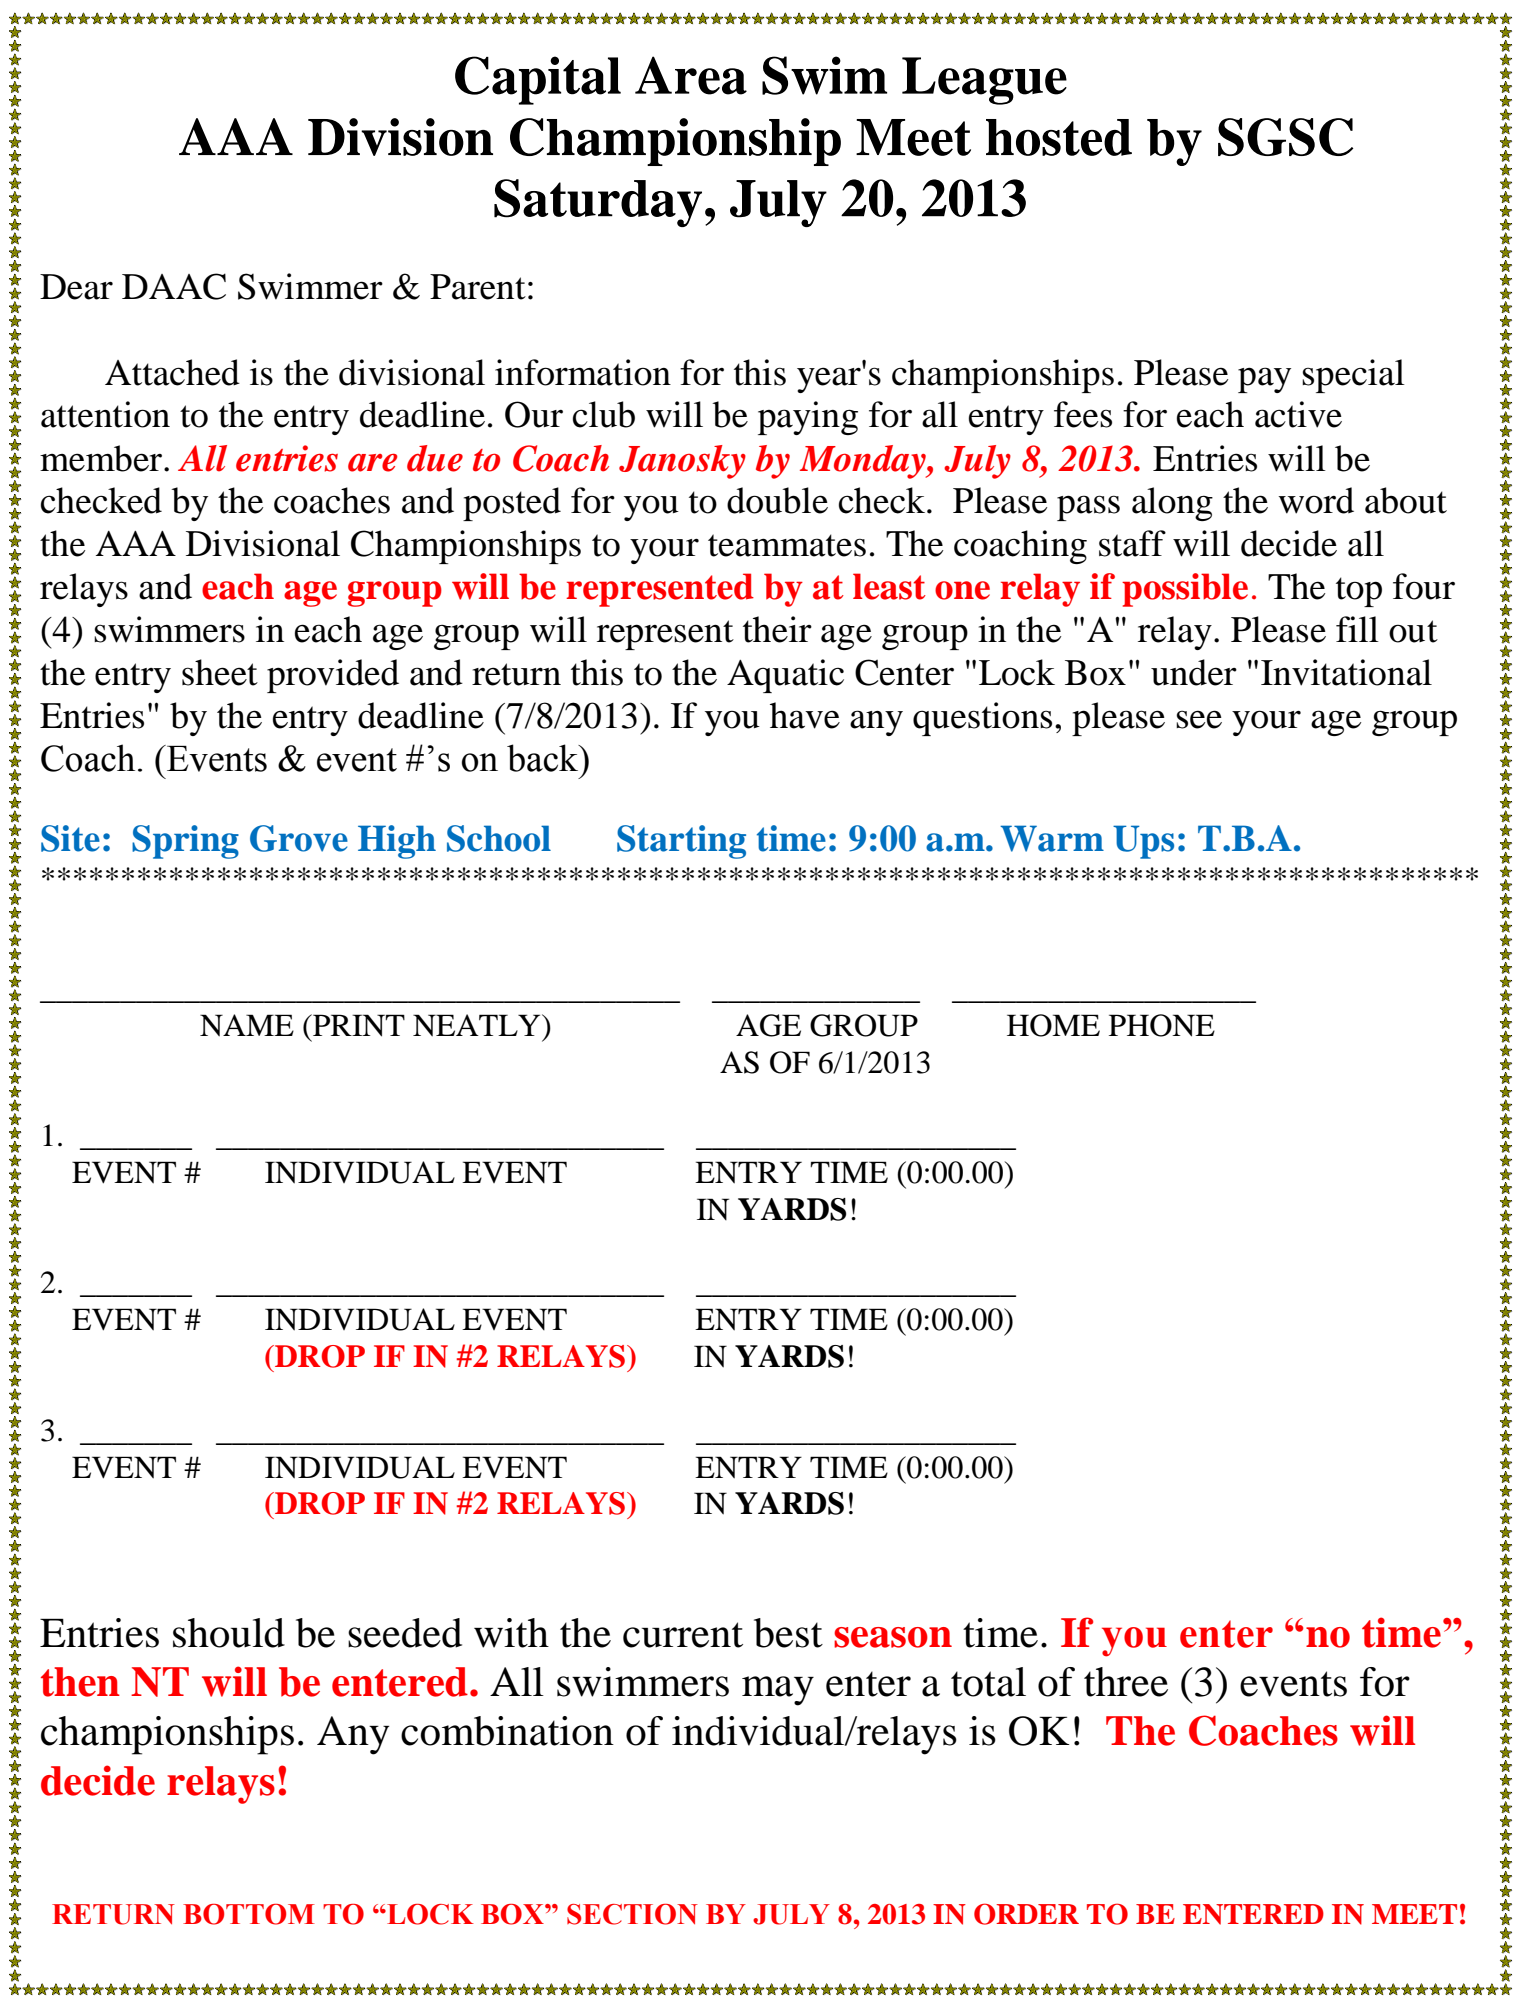 Capital Area Swim League
AAA Division Championship Meet hosted by SGSC
Saturday, July 20, 2013
Dear DAAC Swimmer & Parent:
Attached is the divisional information for this year's championships. Please pay special
attention to the entry deadline. Our club will be paying for all entry fees for each active
member. All entries are due to Coach Janosky by Monday, July 8, 2013. Entries will be
checked by the coaches and posted for you to double check.  Please pass along the word about
the AAA Divisional Championships to your teammates. The coaching staff will decide all
relays and each age group will be represented by at least one relay if possible. The top four
(4) swimmers in each age group will represent their age group in the "A" relay. Please fill out
the entry sheet provided and return this to the Aquatic Center "Lock Box" under "Invitational
Entries" by the entry deadline (7/8/2013). If you have any questions, please see your age group
Coach. (Events & event #’s on back)
Site:  Spring Grove High School Starting time: 9:00 a.m. Warm Ups: T.B.A.
******************************************************************************************
________________________________________ _____________ ___________________
NAME (PRINT NEATLY) AGE GROUP HOME PHONE
AS OF 6/1/2013
1. _______ ____________________________ ____________________
EVENT # INDIVIDUAL EVENT ENTRY TIME (0:00.00)
IN YARDS!
2. _______ ____________________________ ____________________
EVENT # INDIVIDUAL EVENT ENTRY TIME (0:00.00)
(DROP IF IN #2 RELAYS) IN YARDS!
3. _______ ____________________________ ____________________
EVENT # INDIVIDUAL EVENT ENTRY TIME (0:00.00)
(DROP IF IN #2 RELAYS) IN YARDS!
Entries should be seeded with the current best season time. If you enter “no time”,
then NT will be entered. All swimmers may enter a total of three (3) events for
championships. Any combination of individual/relays is OK!  The Coaches will
decide relays!
RETURN BOTTOM TO “LOCK BOX” SECTION BY JULY 8, 2013 IN ORDER TO BE ENTERED IN MEET!